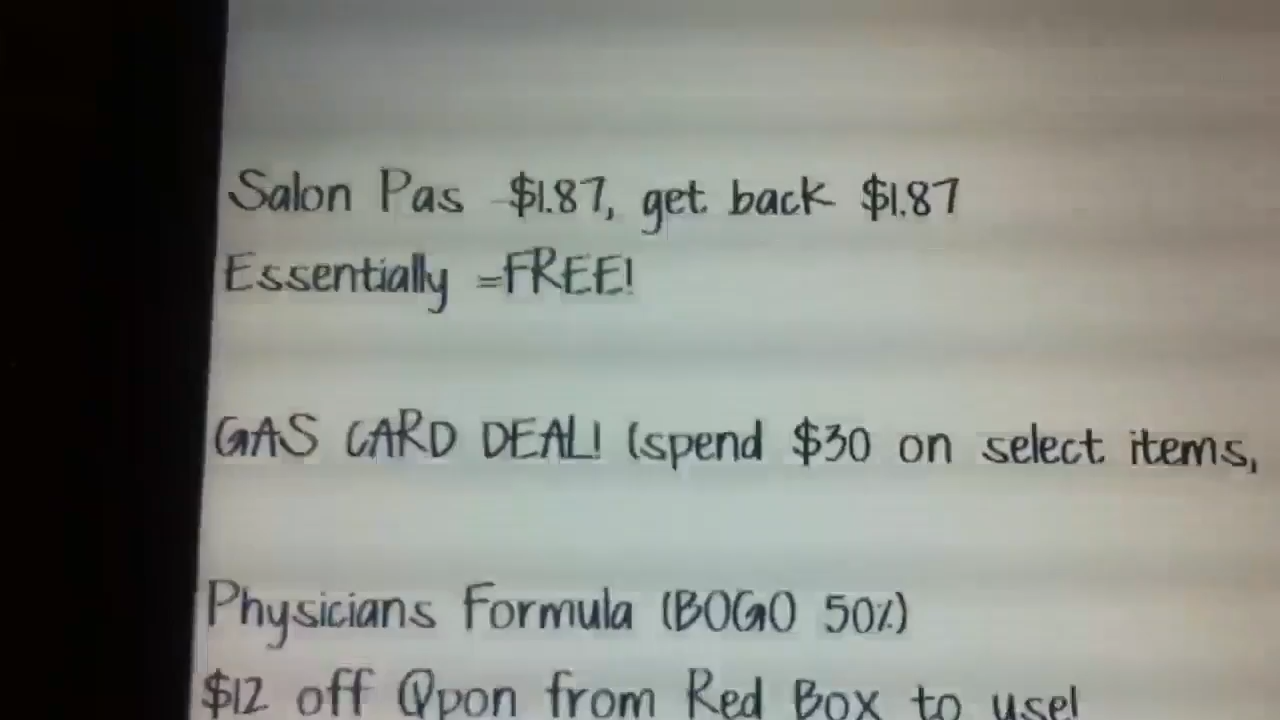 Salon Pas $1.87, get back $1.87
Essentially =FREE!
GAS CARD DEAL! (spend $30 on select items,
Physicians Formula (BOGO 50%)
$12 off Qpon from Red Box to use!